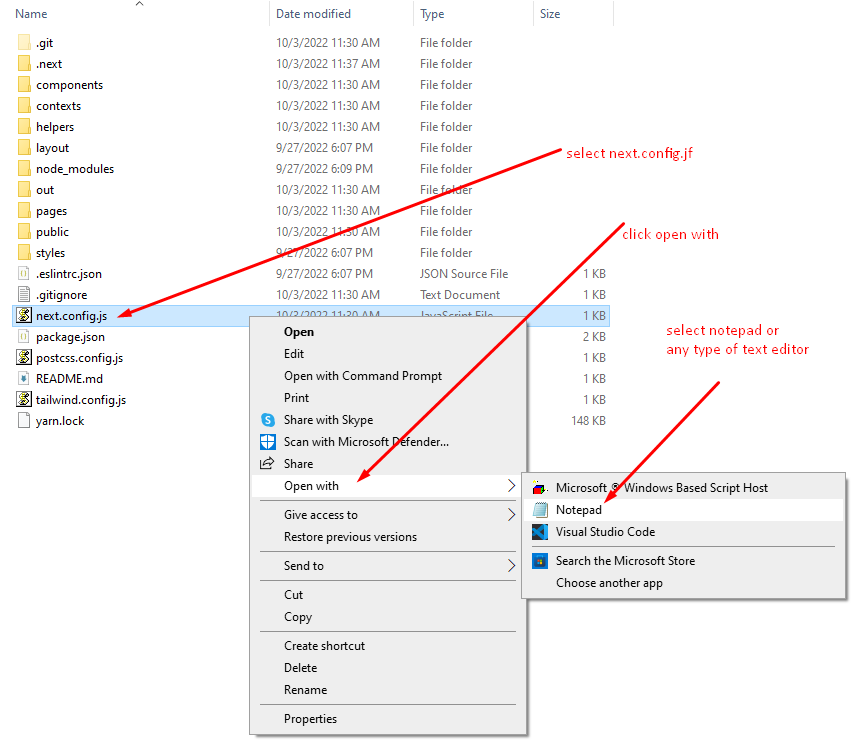 Name Date modified Type Size
.git 10/3/2022 11:30 AM File folder
.next 10/3/2022 11:37 AM File folder
components 10/3/2022 11:30 AM File folder
contexts 10/3/2022 11:30 AM File folder
helpers 10/3/2022 11:30 AM File folder
layout 9/27/2022 6:07 PM File folder
select next.config.jf
node_modules 9/27/2022 6:09 PM File folder
out 10/3/2022 11:30 AM File folder
pages 10/3/2022 11:30 AM File folder
public 10/3/2022 11:30 AM File folder
click open with
styles 9/27/2022 6:07 PM File folder
.eslintrc.json 9/27/2022 6:07 PM JSON Source File 1 KB
.gitignore 10/3/2022 11:30 AM Text Document 1 KB
next.config.js 10/3/2022 11:30 AM JavaScript File 1 KB
package.json 2 KB
postcss.config.js 1 KB
README.md 1 KB
tailwind.config.js 1 KB
yarn.lock 148 KB
select notepad or
any type of text editor
Open
Edit
Open with Command Prompt
Print
Share with Skype
Scan with Microsoft Defender...
Share
Open with
Give access to
Restore previous versions
Send to
Cut
Copy
Create shortcut
Delete
Rename
Properties
Microsoft ® Windows Based Script Host
Notepad
Visual Studio Code
Search the Microsoft Store
Choose another app